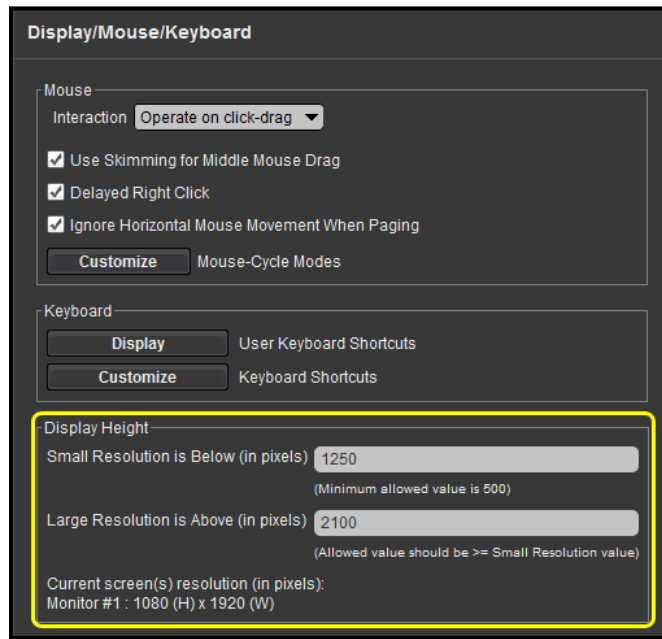 Display/Mouse/Keyboard
Mouse
Interaction Operate on click-drag
Use Skimming for Middle Mouse Drag
Delayed Right Click
Ignore Horizontal Mouse Movement When Paging
Customize Mouse-Cycle Modes
Keyboard
Display User Keyboard Shortcuts
Customize Keyboard Shortcuts
Display Height
Small Resolution is Below (in pixels) 1250
(Minimum allowed value is 500)
Large Resolution is Above (in pixels) 2100
(Allowed value should be >= Small Resolution value)
Current screen(s) resolution (in pixels):
Monitor #1 : 1080 (H) x 1920 (W)